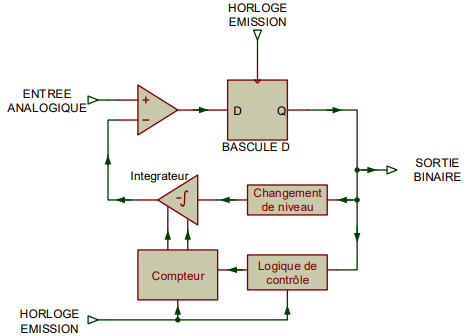 HORLOGE
EMISSION
ENTREE
ANALOGIQUE
+
−
D
Q
BASCULE D
SORTIE
BINAIRE
Integrateur
-∫
Changement
de niveau
Compteur
Logique de
contrôle
HORLOGE
EMISSION